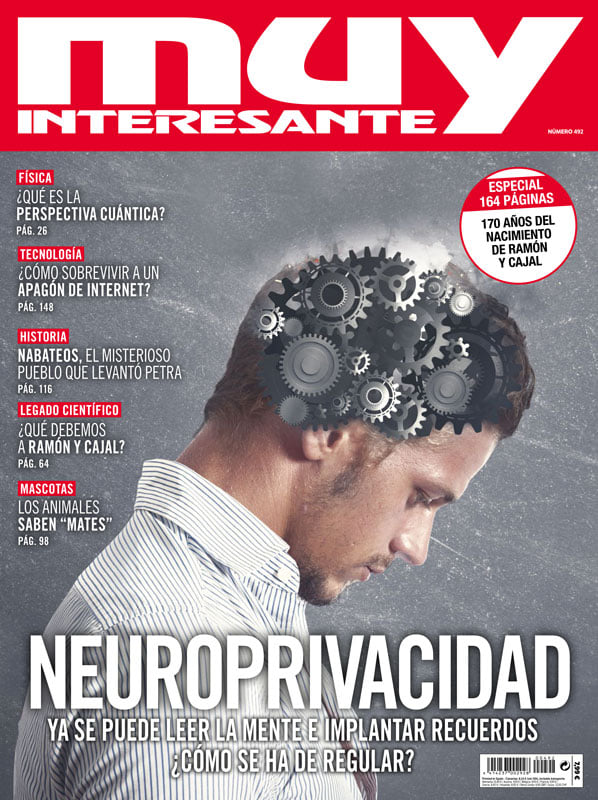 muy
INTERESANTE
NÚMERO 492
FÍSICA
¿QUÉ ES LA
PERSPECTIVA CUÁNTICA?
PÁG. 26
TECNOLOGÍA
¿CÓMO SOBREVIVIR A UN
APAGÓN DE INTERNET?
PÁG. 148
HISTORIA
NABATEOS, EL MISTERIOSO
PUEBLO QUE LEVANTÓ PETRA
PÁG. 116
LEGADO CIENTÍFICO
¿QUÉ DEBEMOS
A RAMÓN Y CAJAL?
PÁG. 64
MASCOTAS
LOS ANIMALES
SABEN “MATES”
PÁG. 98
ESPECIAL
164 PÁGINAS
170 AÑOS DEL
NACIMIENTO
DE RAMÓN
Y CAJAL
NEUROPRIVACIDAD
YA SE PUEDE LEER LA MENTE E IMPLANTAR RECUERDOS
¿CÓMO SE HA DE REGULAR?